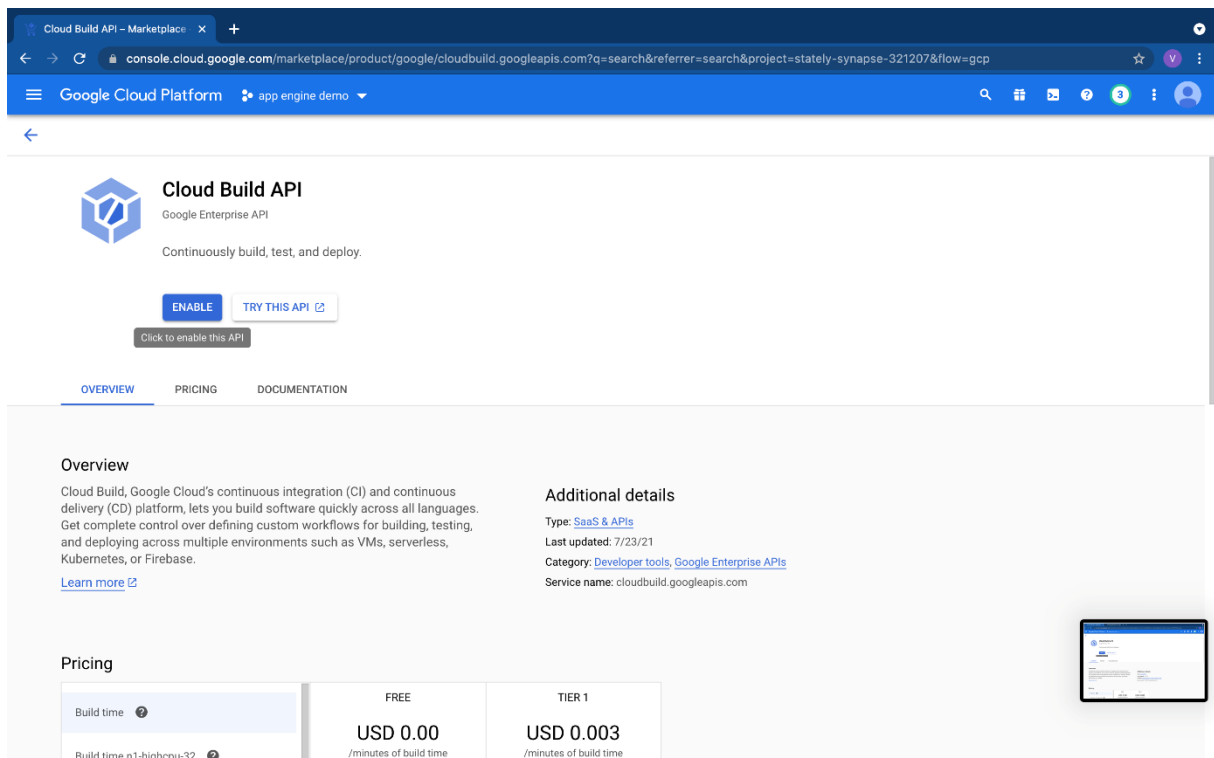 Cloud Build API – Marketplace
console.cloud.google.com/marketplace/product/google/cloudbuild.googleapis.com?q=search&referrer=search&project=stately-synapse-321207&flow=gcp
V
Google Cloud Platform app engine demo
3
Cloud Build API
Google Enterprise API
Continuously build, test, and deploy.
ENABLE TRY THIS API
Click to enable this API
OVERVIEW PRICING DOCUMENTATION
Overview
Cloud Build, Google Cloud's continuous integration (CI) and continuous
delivery (CD) platform, lets you build software quickly across all languages.
Get complete control over defining custom workflows for building, testing,
and deploying across multiple environments such as VMs, serverless,
Kubernetes, or Firebase.
Learn more
Additional details
Type: SaaS & APIs
Last updated: 7/23/21
Category: Developer tools, Google Enterprise APIs
Service name: cloudbuild.googleapis.com
Pricing
FREE TIER 1
Build time
USD 0.00 USD 0.003
/minutes of build time /minutes of build time
Build time n1-highcpu-32